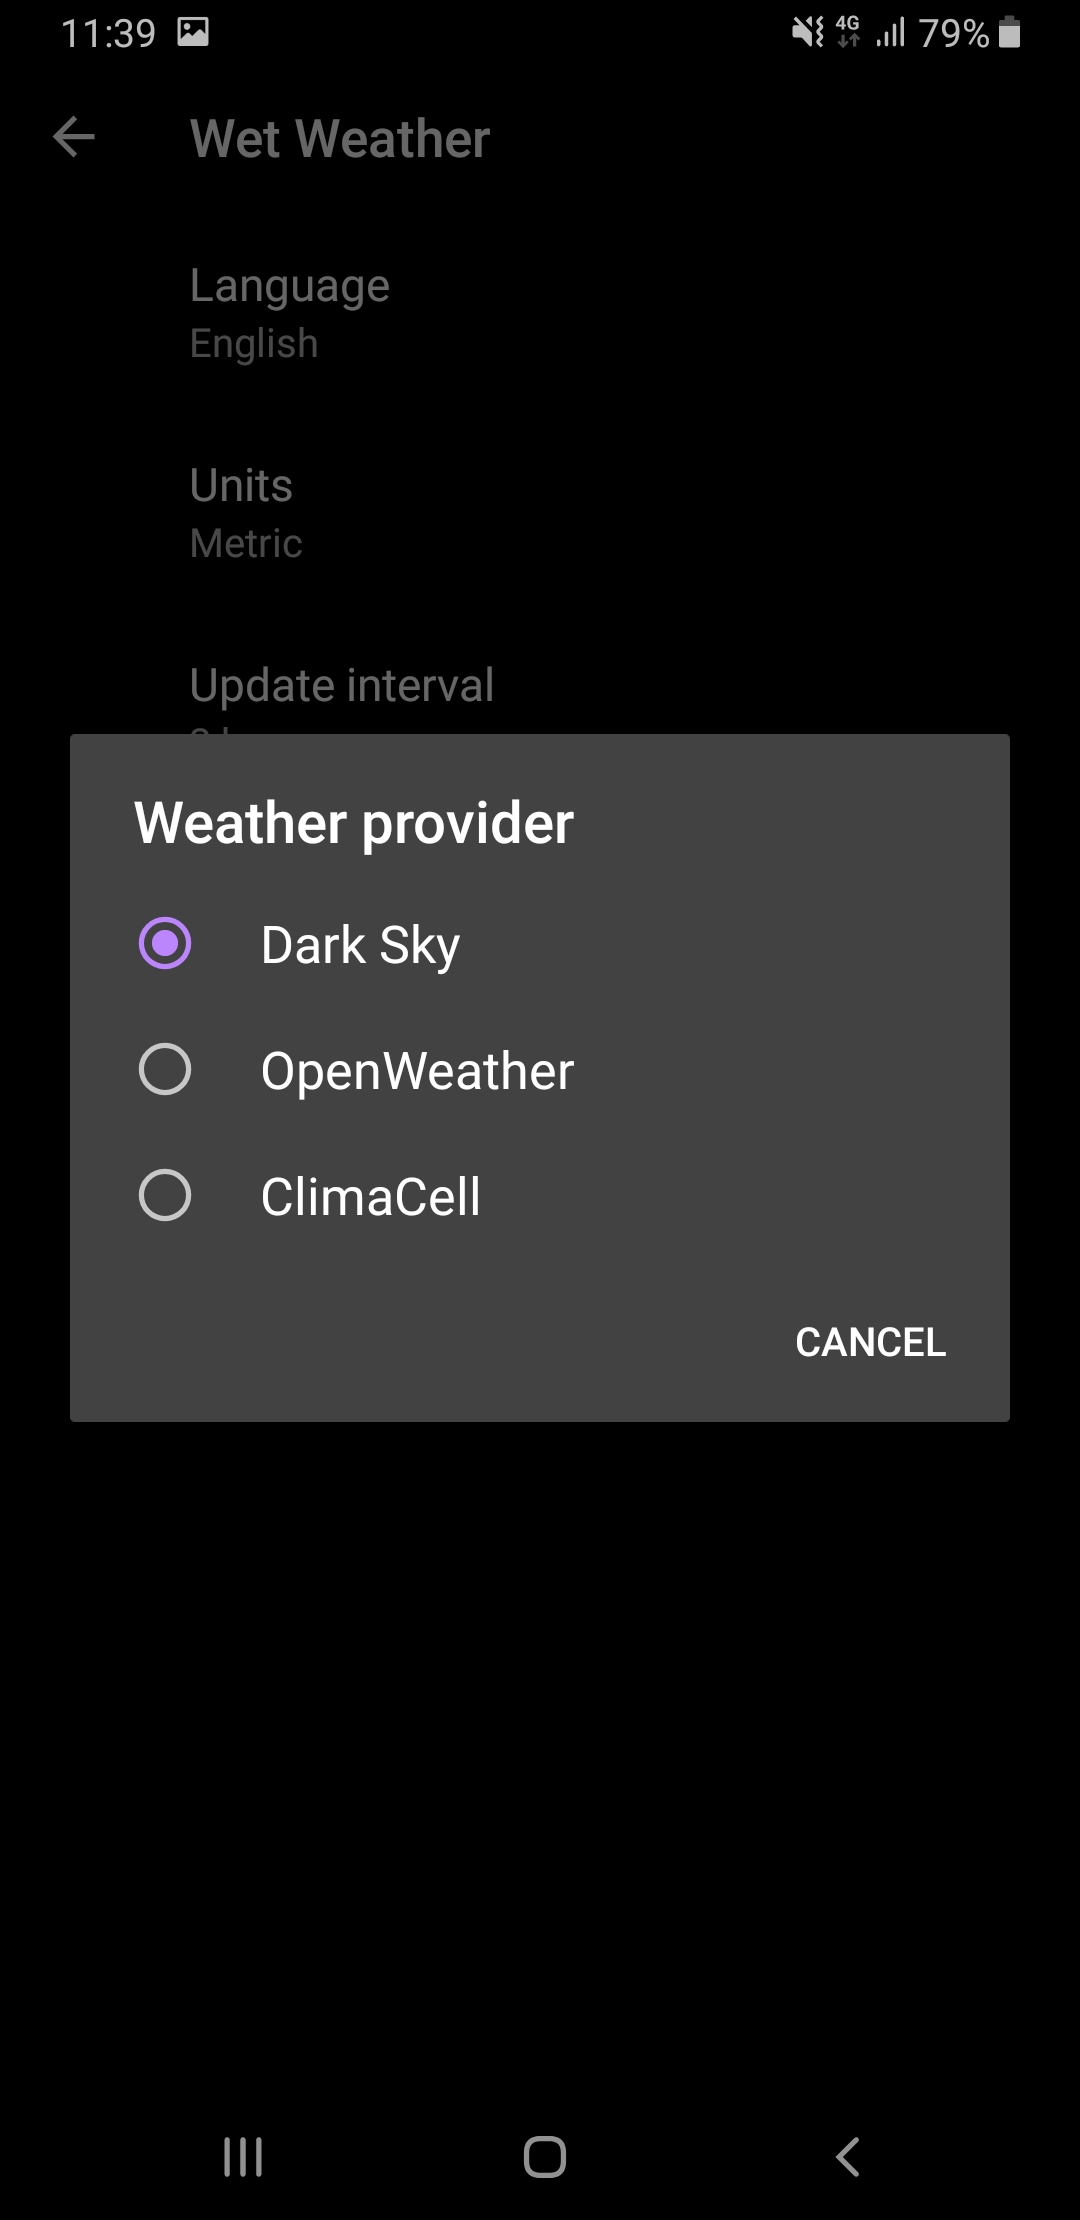 11:39 4G 79%
Wet Weather
Language
English
Units
Metric
Update interval
Weather provider
Dark Sky
OpenWeather
ClimaCell
CANCEL